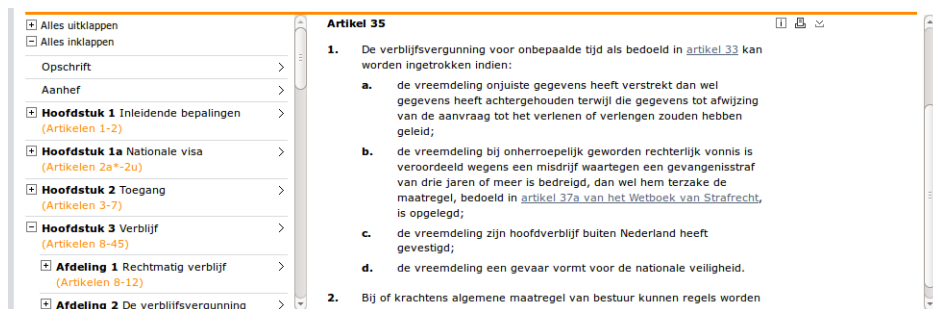 Alles uitklappen
Alles inklappen
Opschrift
Aanhef
Hoofdstuk 1 Inleidende bepalingen
(Artikelen 1-2)
Hoofdstuk 1a Nationale visa
(Artikelen 2a*-2u)
Hoofdstuk 2 Toegang
(Artikelen 3-7)
Hoofdstuk 3 Verblijf
(Artikelen 8-45)
Afdeling 1 Rechtmatig verblijf
(Artikelen 8-12)
Afdeling 2 De verblijfsvergunning
Artikel 35
1. De verblijfsvergunning voor onbepaalde tijd als bedoeld in artikel 33 kan
worden ingetrokken indien:
a. de vreemdeling onjuiste gegevens heeft verstrekt dan wel
gegevens heeft achtergehouden terwijl die gegevens tot afwijzing
van de aanvraag tot het verlenen of verlengen zouden hebben
geleid;
b. de vreemdeling bij onherroepelijk geworden rechterlijk vonnis is
veroordeeld wegens een misdrijf waartegen een gevangenisstraf
van drie jaren of meer is bedreigd, dan wel hem terzake de
maatregel, bedoeld in artikel 37a van het Wetboek van Strafrecht,
is opgelegd;
c. de vreemdeling zijn hoofdverblijf buiten Nederland heeft
gevestigd;
d. de vreemdeling een gevaar vormt voor de nationale veiligheid.
2. Bij of krachtens algemene maatregel van bestuur kunnen regels worden